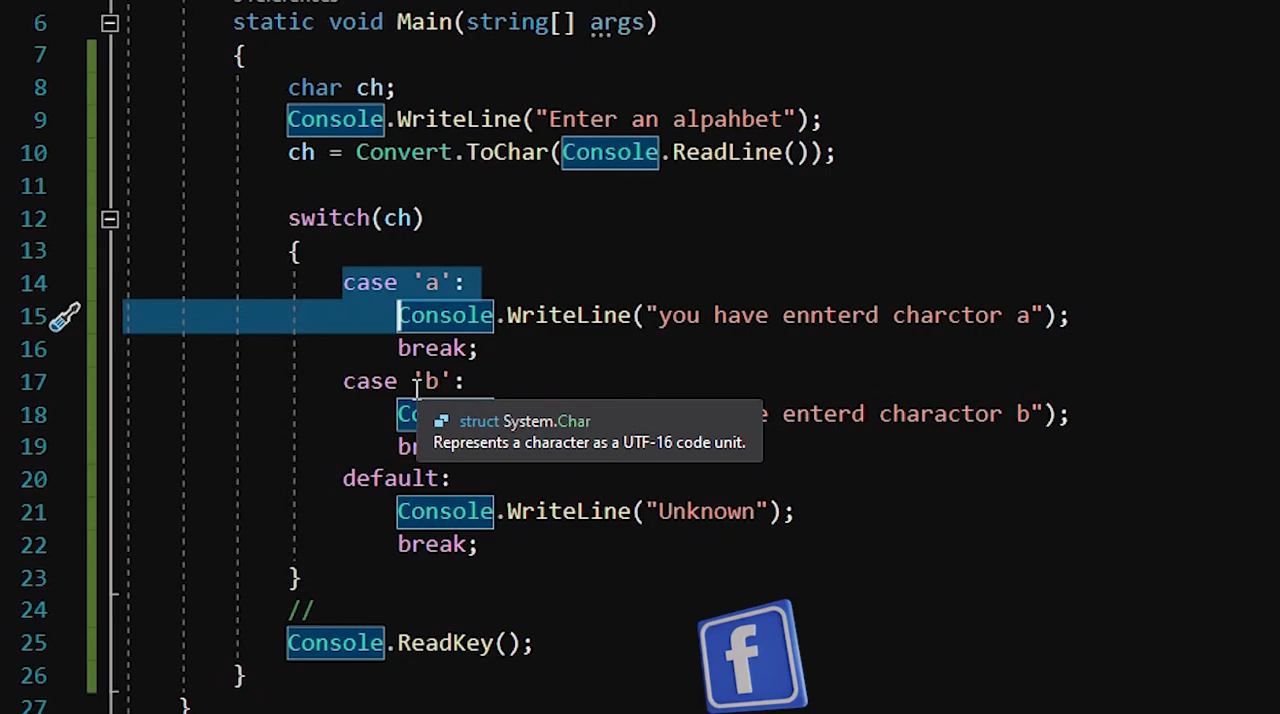 6 static void Main(string[] args)
7 {
8 char ch;
9 Console.WriteLine("Enter an alpahbet");
10 ch = Convert.ToChar(Console.ReadLine());
11
12 switch(ch)
13 {
14 case 'a':
15 Console.WriteLine("you have ennterd charctor a");
16 break;
17 case 'b':
18 enterd charactor b");
struct System.Char
Represents a character as a UTF-16 code unit.
19
20 default:
21 Console.WriteLine("Unknown");
22 break;
23 }
24 //
25 Console.ReadKey();
26 }
27 }
f